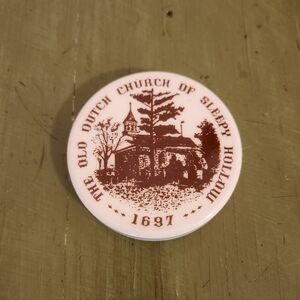 THE OLD DUTCH CHURCH OF SLEEPY HOLLOW
••• 1697 •••